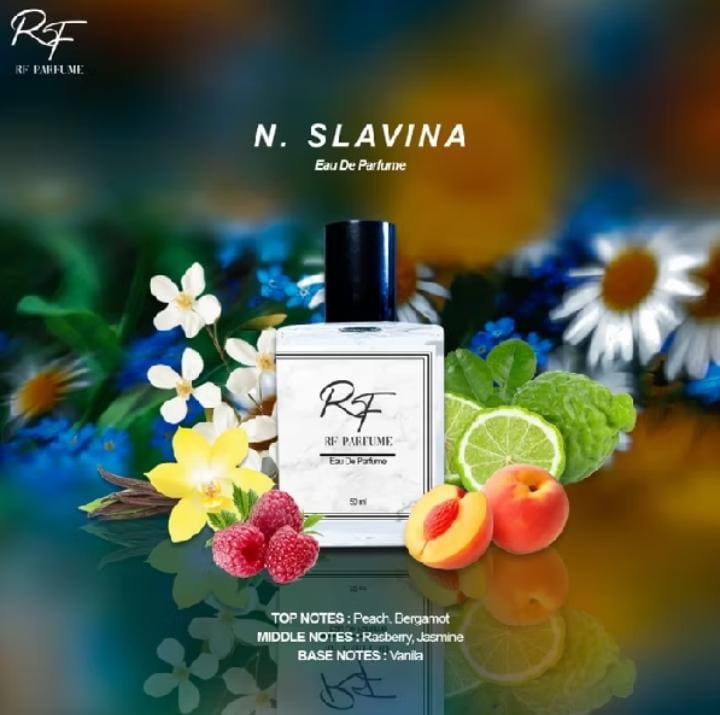 RF
RF PARFUME
N. SLAVINA
Eau De Parfume
RF
RF PARFUME
Eau De Parfume
50 ml
TOP NOTES : Peach, Bergamot
MIDDLE NOTES : Rasberry, Jasmine
BASE NOTES : Vanila